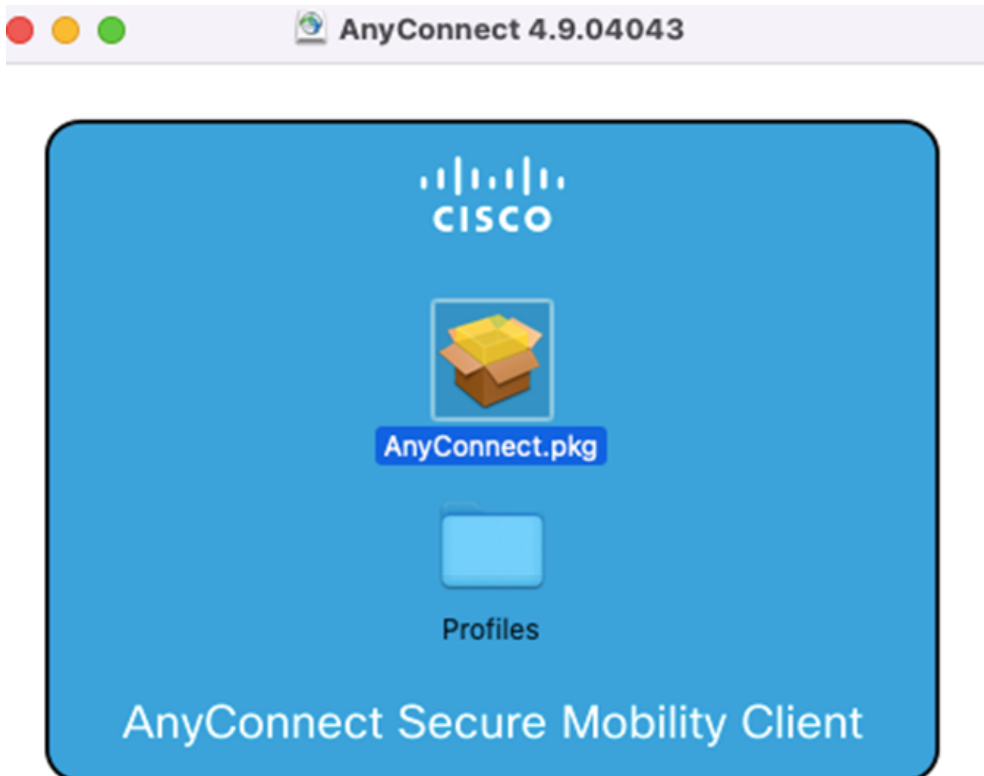 AnyConnect 4.9.04043
CISCO
AnyConnect.pkg
Profiles
AnyConnect Secure Mobility Client